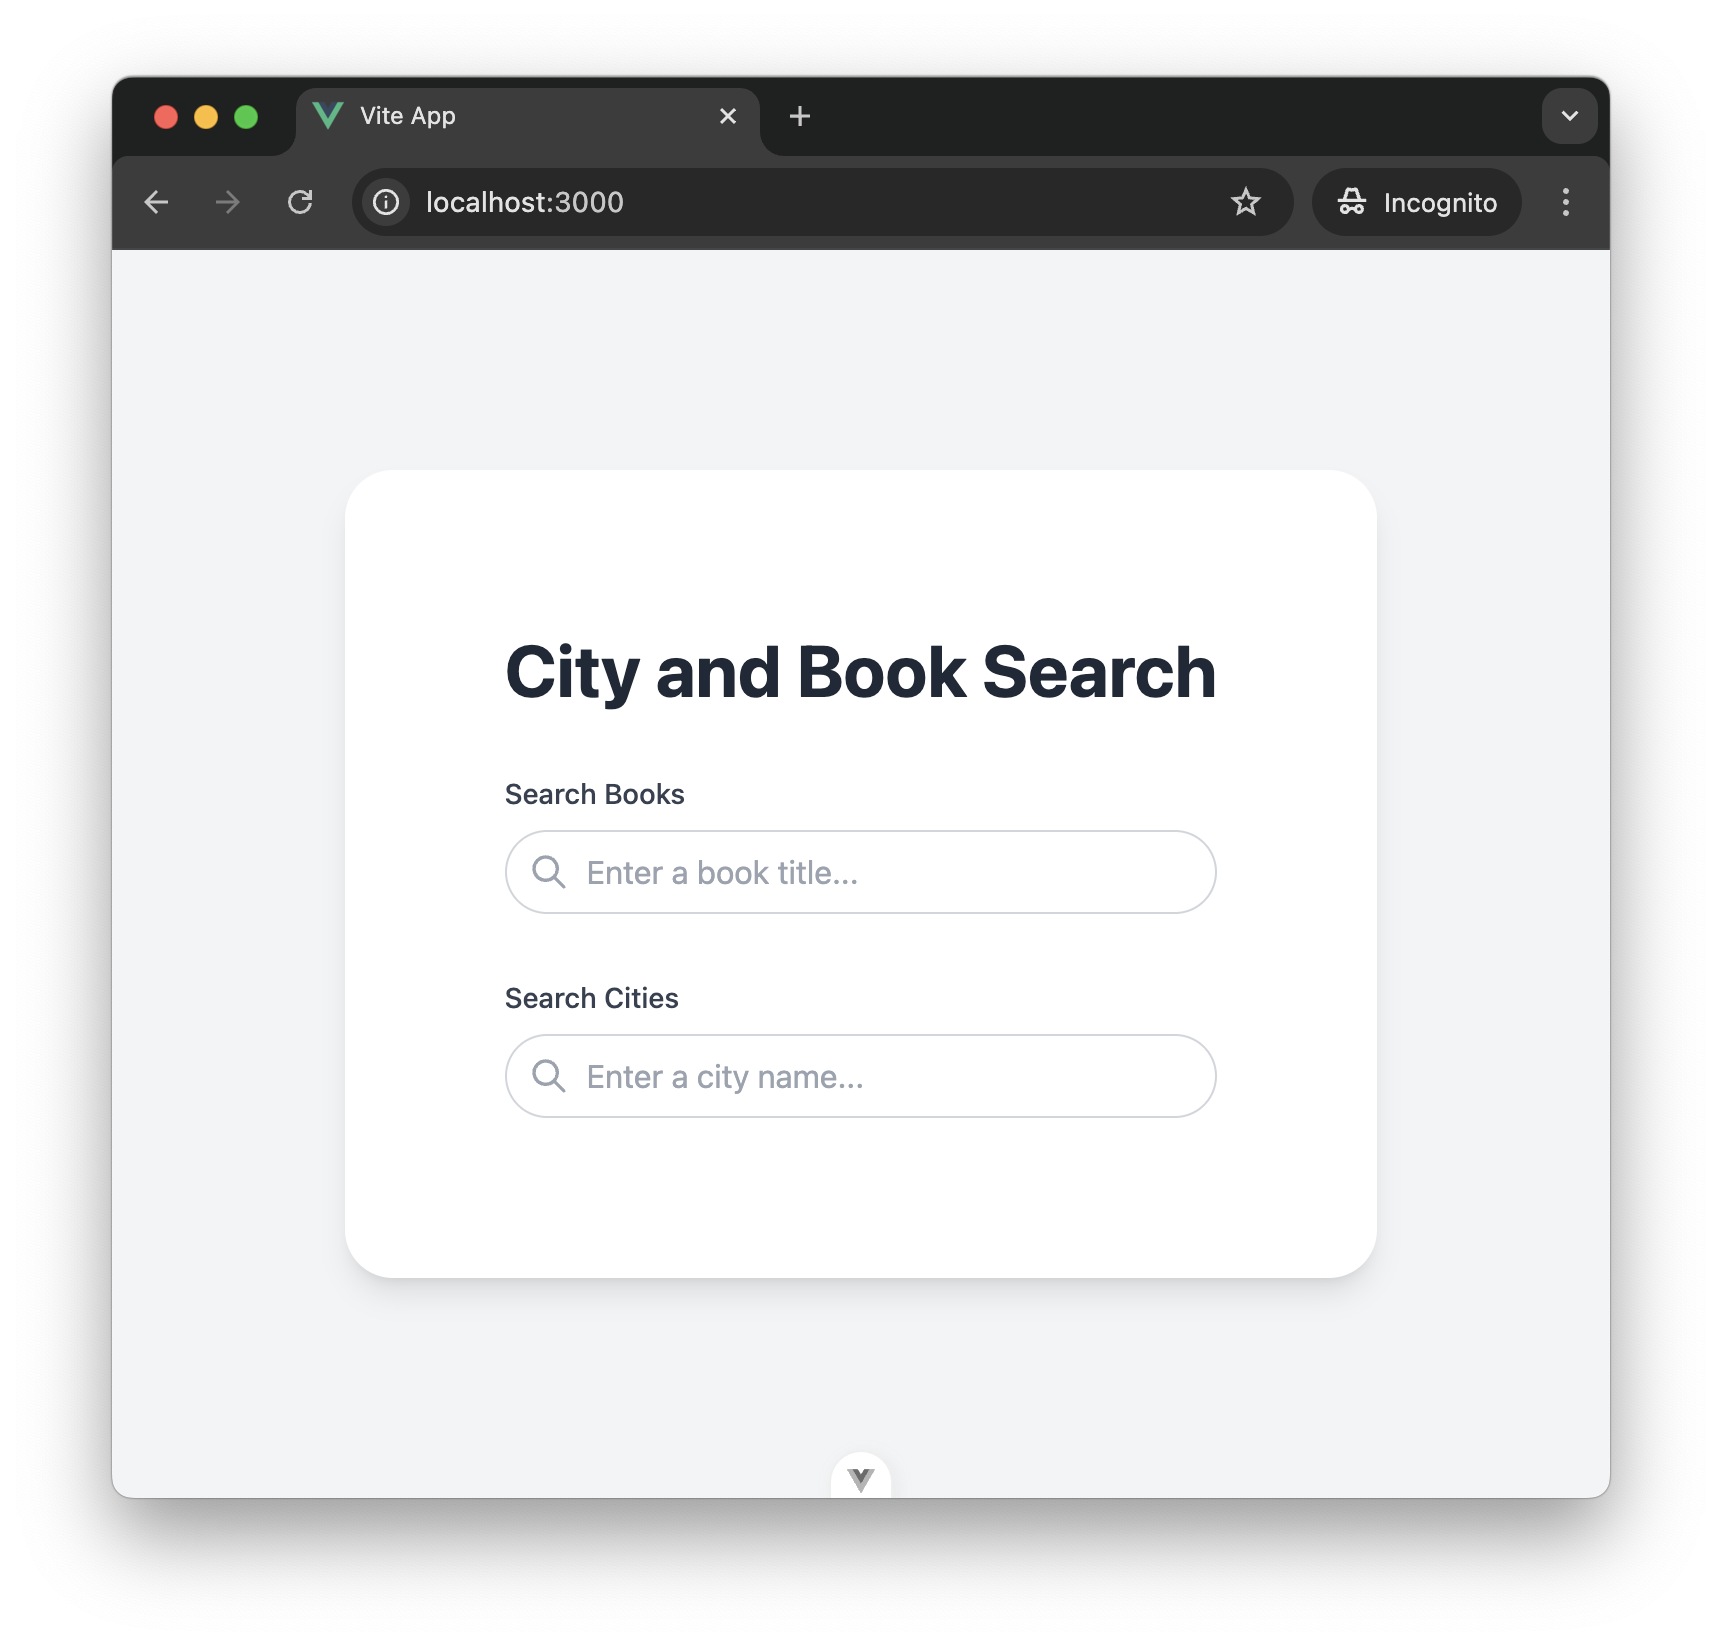 Vite App
localhost:3000
Incognito
City and Book Search
Search Books
Enter a book title...
Search Cities
Enter a city name...